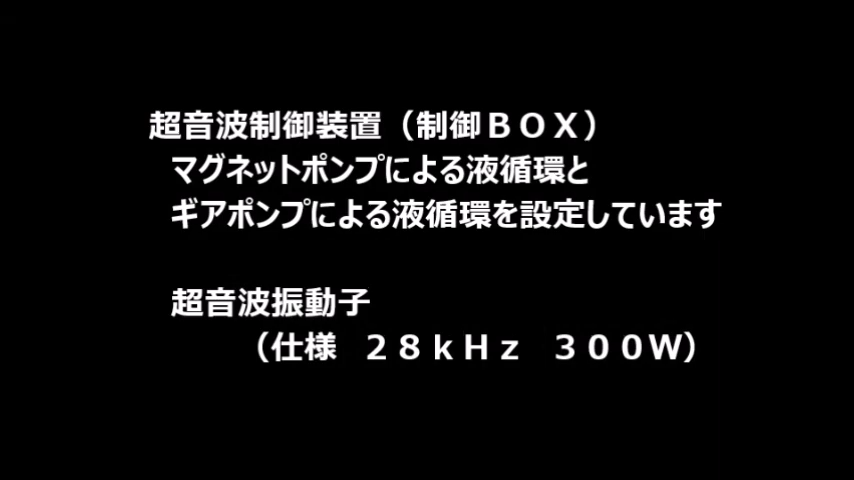 超音波制御装置（制御ＢＯＸ）
マグネットポンプによる液循環と
ギアポンプによる液循環を設定しています
超音波振動子
（仕様　２８ｋＨｚ　３００Ｗ）